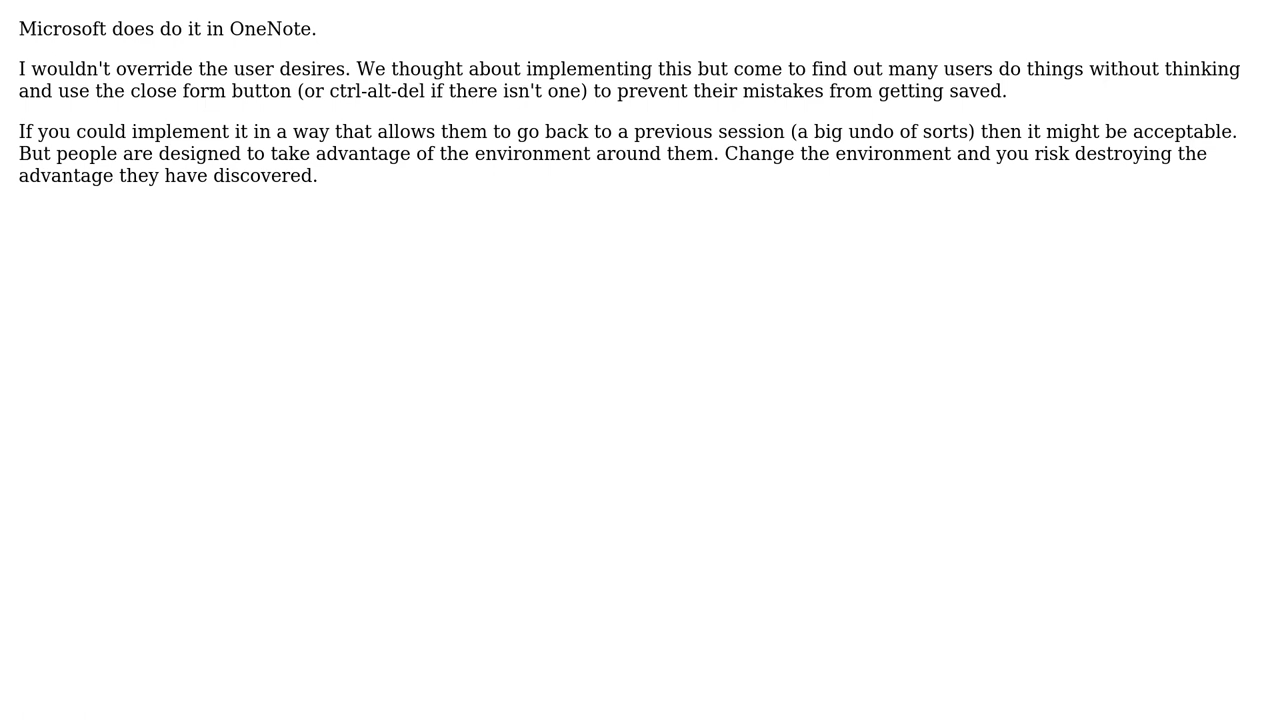 Microsoft does do it in OneNote.
I wouldn't override the user desires. We thought about implementing this but come to find out many users do things without thinking
and use the close form button (or ctrl-alt-del if there isn't one) to prevent their mistakes from getting saved.
If you could implement it in a way that allows them to go back to a previous session (a big undo of sorts) then it might be acceptable.
But people are designed to take advantage of the environment around them. Change the environment and you risk destroying the
advantage they have discovered.